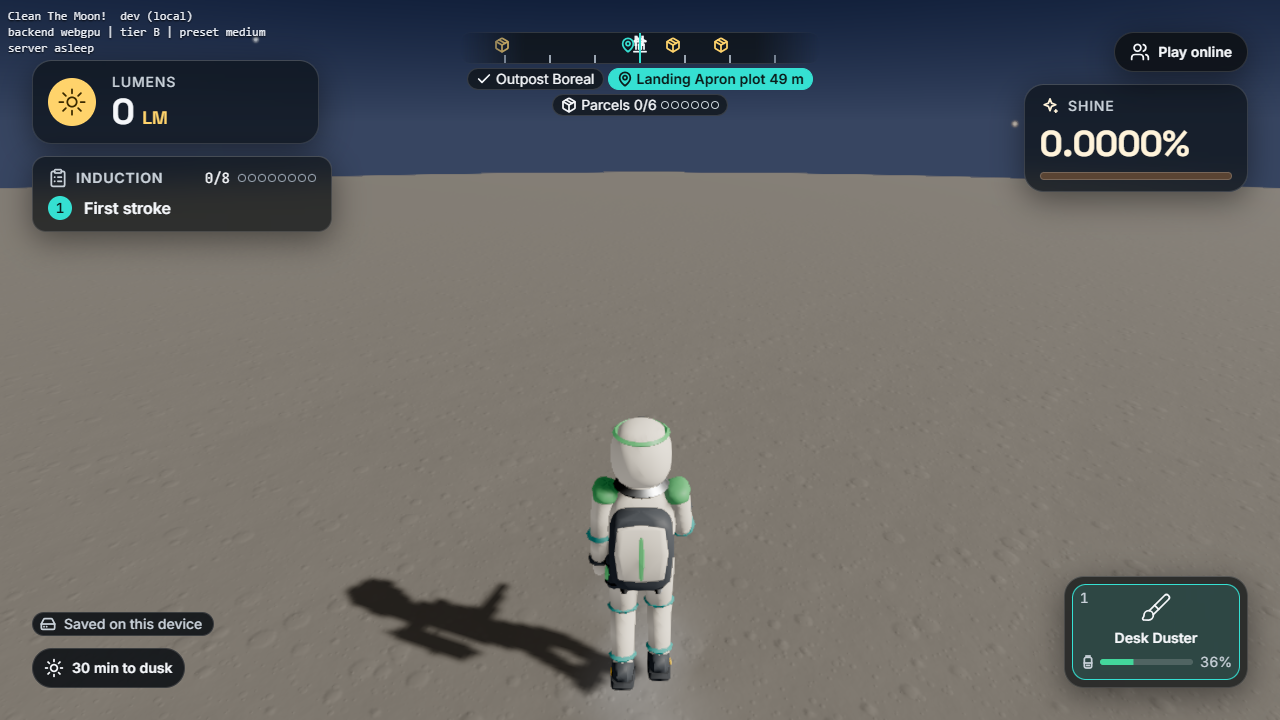 Clean The Moon! dev (local)
backend webgpu | tier B | preset medium
server asleep
LUMENS
0 LM
INDUCTION 0/8
1 First stroke
Outpost Boreal
Landing Apron plot 49 m
Parcels 0/6
Play online
SHINE
0.0000%
Saved on this device
30 min to dusk
1
Desk Duster
36%